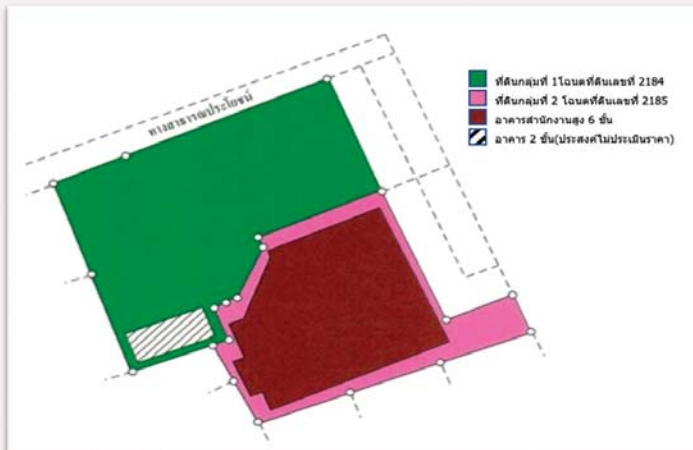 ทางสาธารณประโยชน์
ที่ดินกลุ่มที่ 1โฉนดที่ดินเลขที่ 2184
ที่ดินกลุ่มที่ 2 โฉนดที่ดินเลขที่ 2185
อาคารสำนักงานสูง 6 ชั้น
อาคาร 2 ชั้น(ประสงค์ไม่ประเมินราคา)